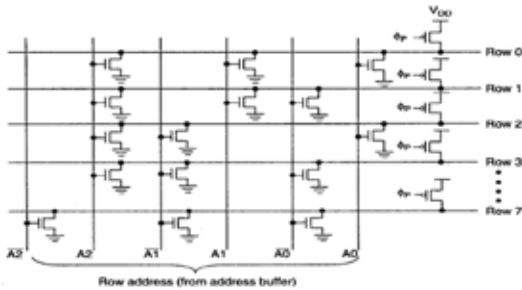 VDD
ϕP
Row 0
ϕP
Row 1
ϕP
Row 2
ϕP
Row 3
ϕP
Row 7
A2 A2 A1 A1 A0 A0
Row address (from address buffer)